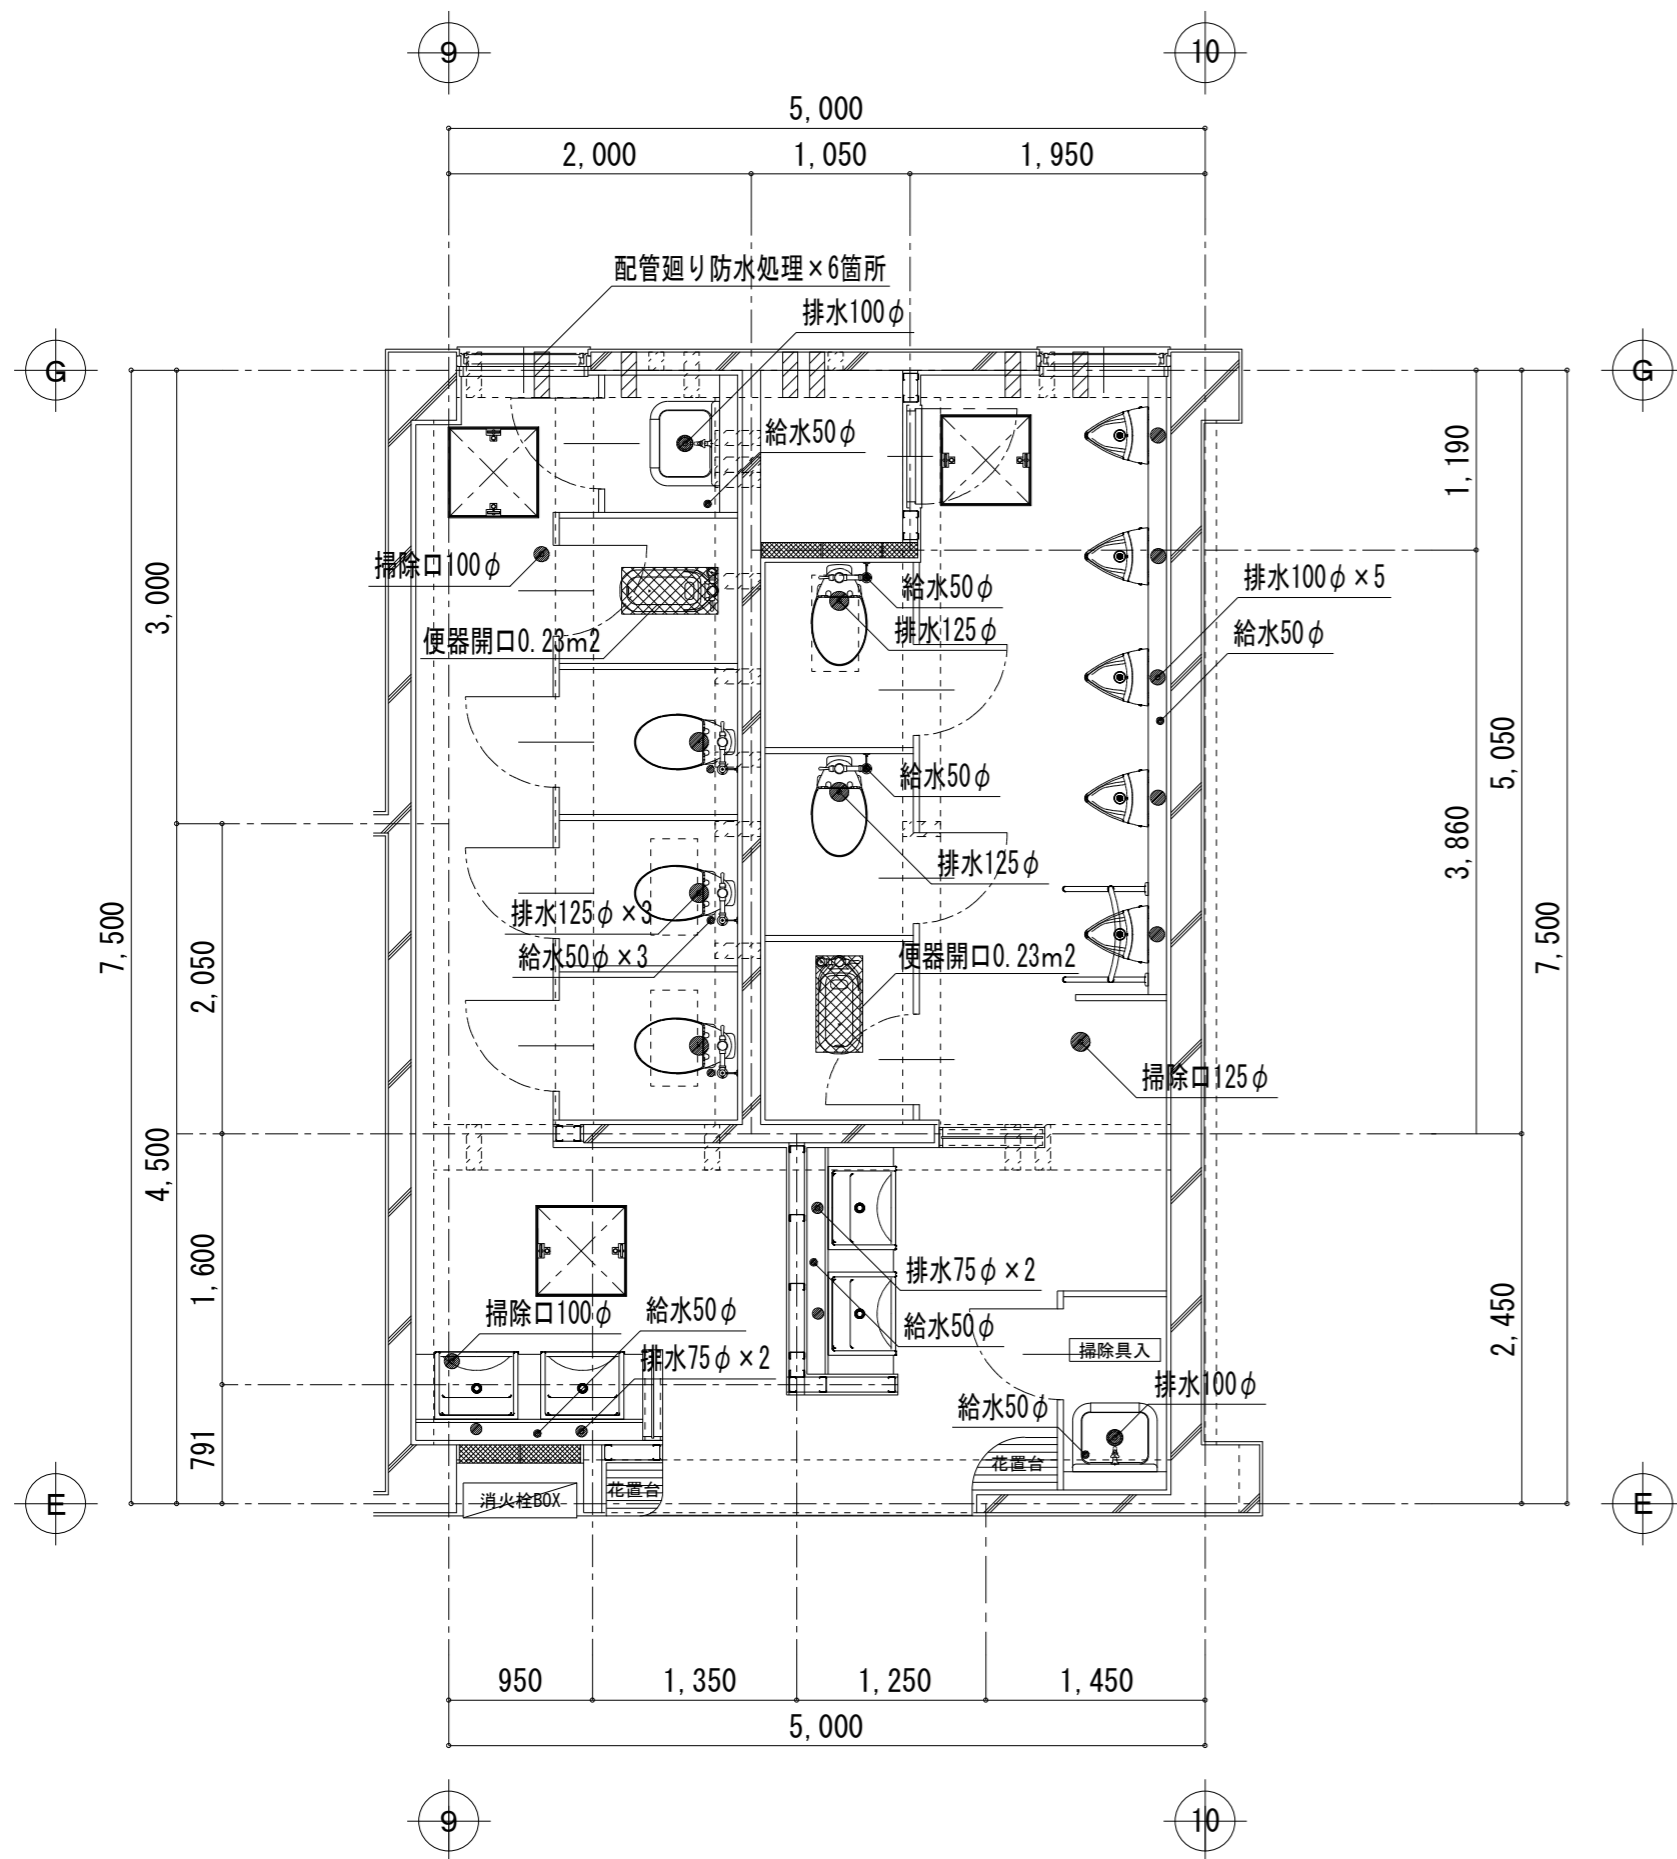 9
10
5,000
2,000
1,050
1,950
配管廻り防水処理×6箇所
排水100φ
G
G
給水50φ
1,190
掃除口100φ
3,000
給水50φ
排水100φ×5
排水125φ
給水50φ
便器開口0.23m2
5,050
給水50φ
3,860
排水125φ
排水125φ×3
7,500
給水50φ×3
便器開口0.23m2
7,500
2,050
掃除口125φ
4,500
1,600
排水75φ×2
掃除口100φ
給水50φ
給水50φ
2,450
排水75φ×2
掃除具入
排水100φ
給水50φ
791
花置台
花置台
消火栓BOX
E
E
950
1,350
1,250
1,450
5,000
9
10